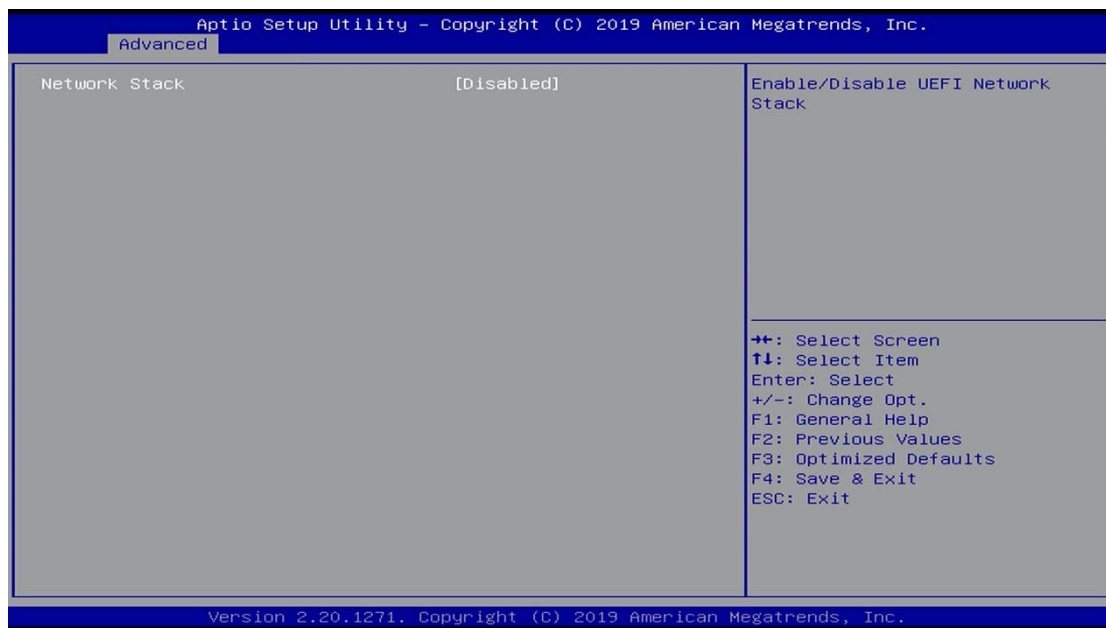 Aptio Setup Utility – Copyright (C) 2019 American Megatrends, Inc.
Advanced
Network Stack [Disabled]
Enable/Disable UEFI Network
Stack
→←: Select Screen
↑↓: Select Item
Enter: Select
+/-: Change Opt.
F1: General Help
F2: Previous Values
F3: Optimized Defaults
F4: Save & Exit
ESC: Exit
Version 2.20.1271. Copyright (C) 2019 American Megatrends, Inc.